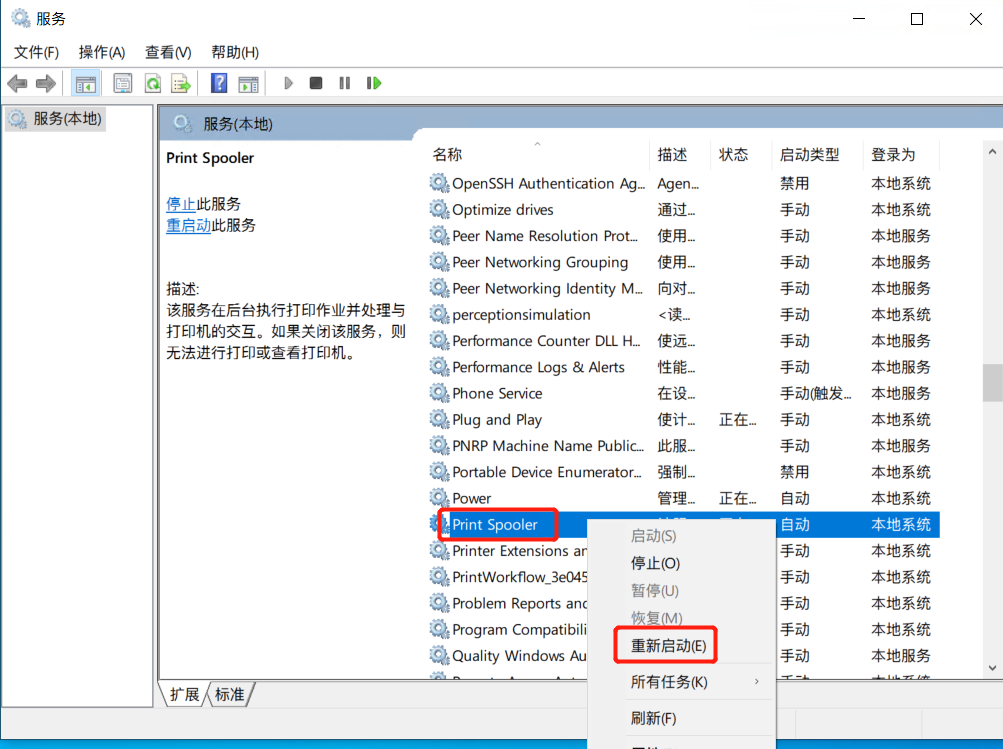 服务
文件(F) 操作(A) 查看(V) 帮助(H)
服务(本地)
服务(本地)
Print Spooler
停止此服务
重启动此服务
描述:
该服务在后台执行打印作业并处理与
打印机的交互。如果关闭该服务，则
无法进行打印或查看打印机。
名称 描述 状态 启动类型 登录为
OpenSSH Authentication Ag... Agen... 禁用 本地系统
Optimize drives 通过... 手动 本地系统
Peer Name Resolution Prot... 使用... 手动 本地服务
Peer Networking Grouping 使用... 手动 本地服务
Peer Networking Identity M... 向对... 手动 本地服务
perceptionsimulation <读... 手动 本地系统
Performance Counter DLL H... 使远... 手动 本地服务
Performance Logs & Alerts 性能... 手动 本地服务
Phone Service 在设... 手动(触发... 本地服务
Plug and Play 使计... 正在... 手动 本地系统
PNRP Machine Name Public... 此服... 手动 本地服务
Portable Device Enumerator... 强制... 禁用 本地系统
Power 管理... 正在... 自动 本地系统
Print Spooler 自动 本地系统
Printer Extensions an 手动 本地系统
PrintWorkflow_3e045 手动 本地系统
Problem Reports and 手动 本地系统
Program Compatibili 手动 本地系统
Quality Windows Au 手动 本地服务
启动(S)
停止(O)
暂停(U)
恢复(M)
重新启动(E)
所有任务(K)
刷新(F)
扩展 标准